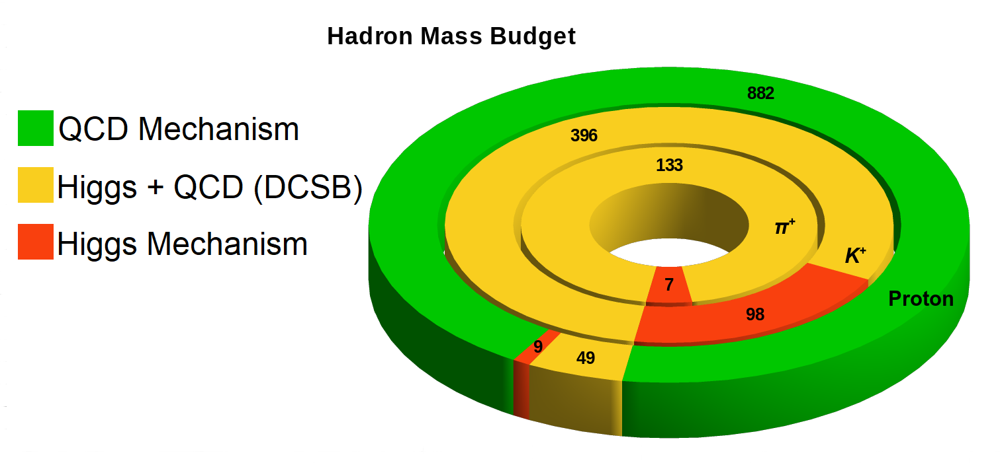 Hadron Mass Budget
QCD Mechanism
Higgs + QCD (DCSB)
Higgs Mechanism
882
396
133
π+
K+
Proton
7
98
9
49